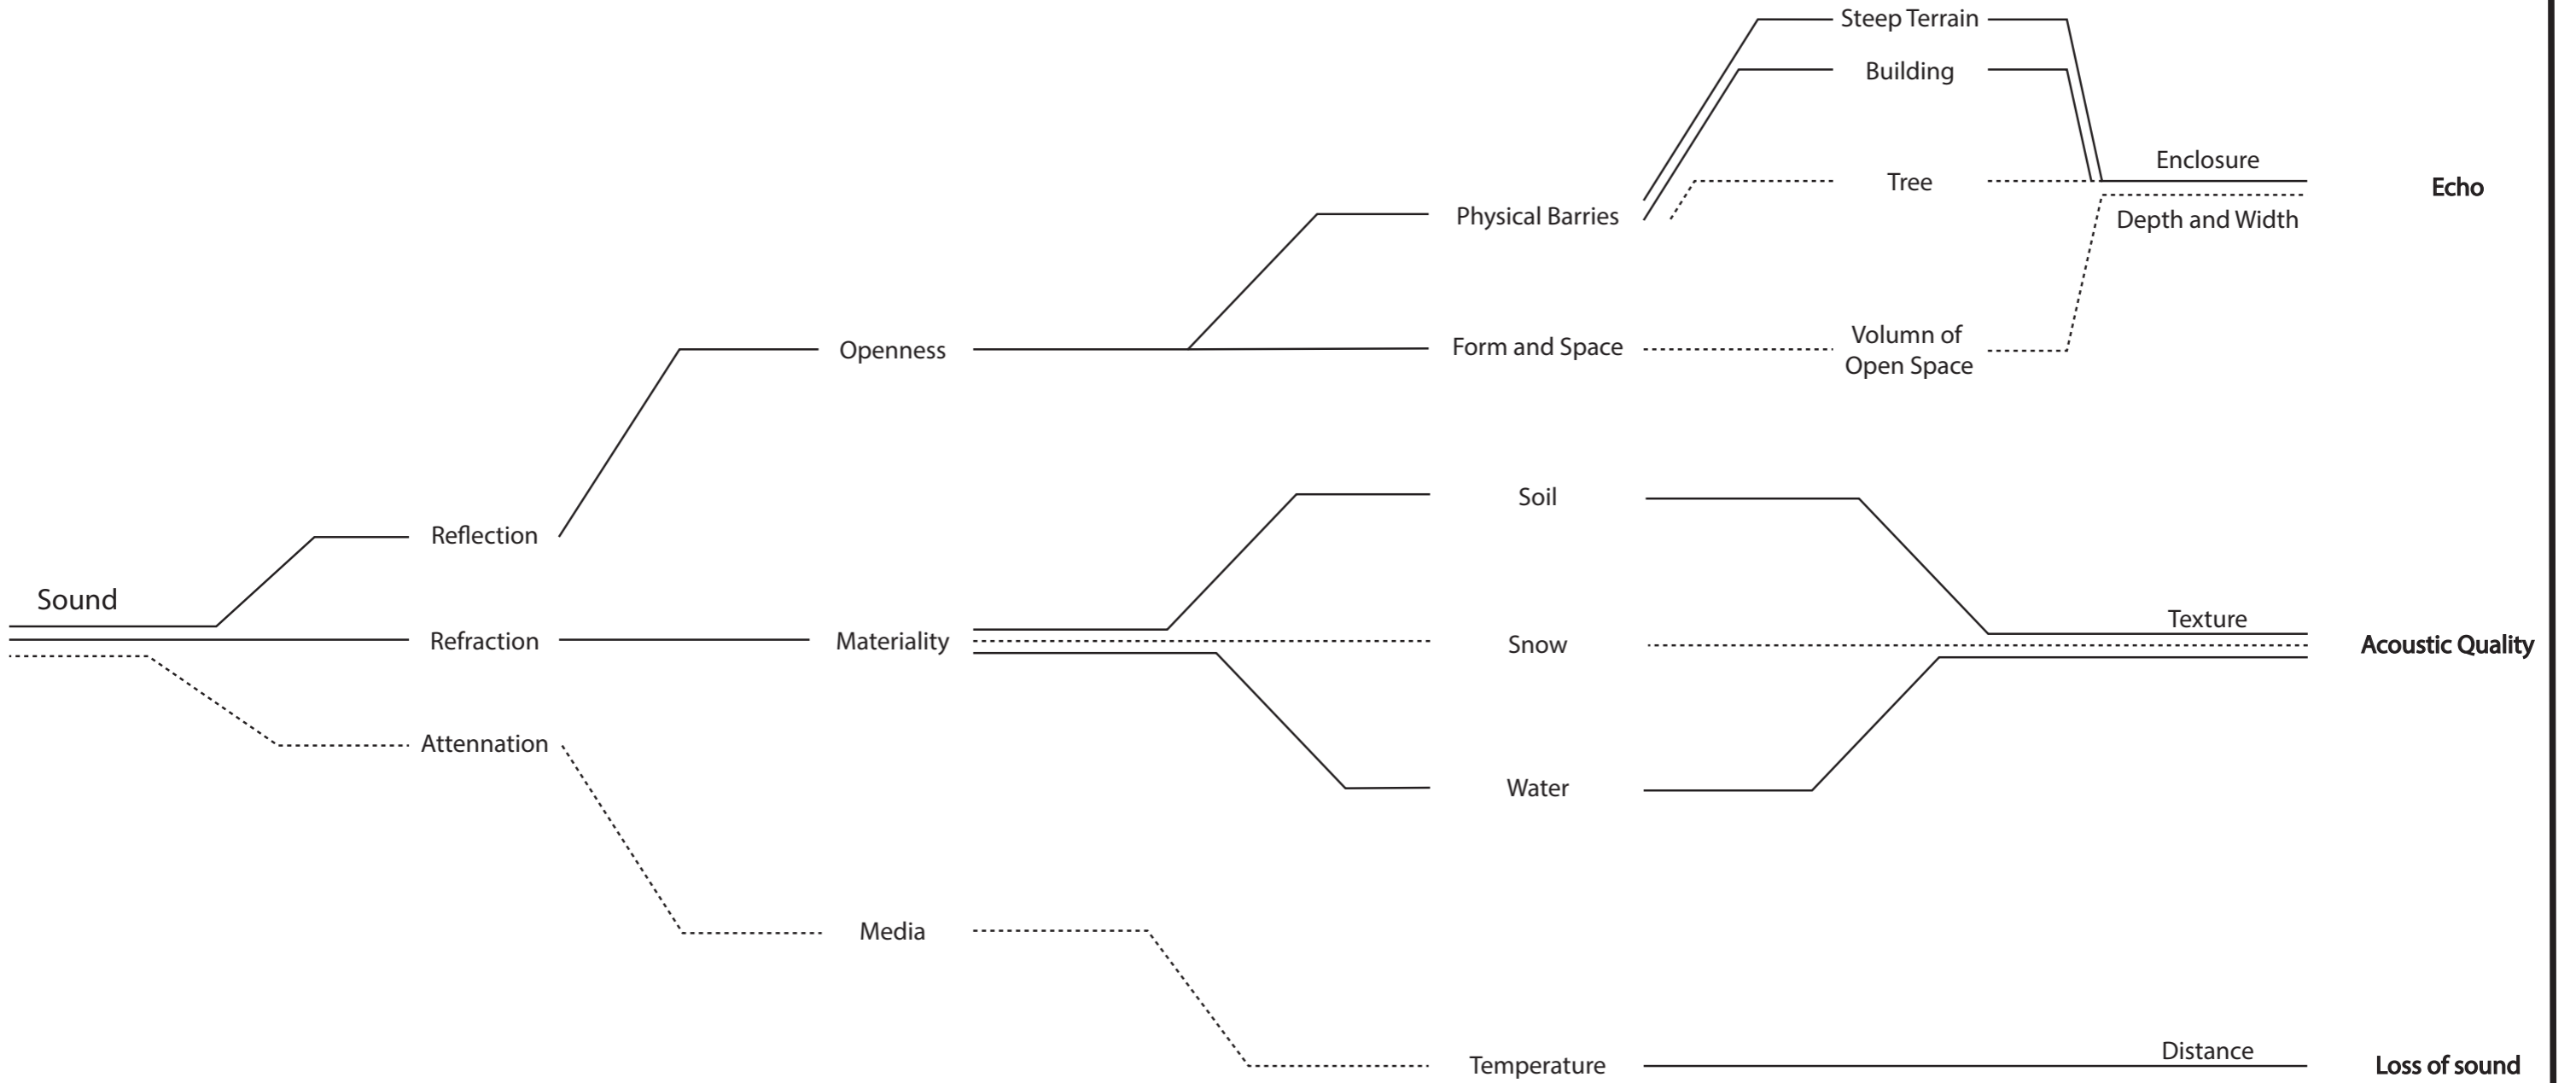 Steep Terrain
Building
Enclosure
Tree
Echo
Physical Barries
Depth and Width
Openness
Form and Space
Volumn of
Open Space
Soil
Reflection
Sound
Texture
Refraction
Materiality
Snow
Acoustic Quality
Attennation
Water
Media
Distance
Temperature
Loss of sound